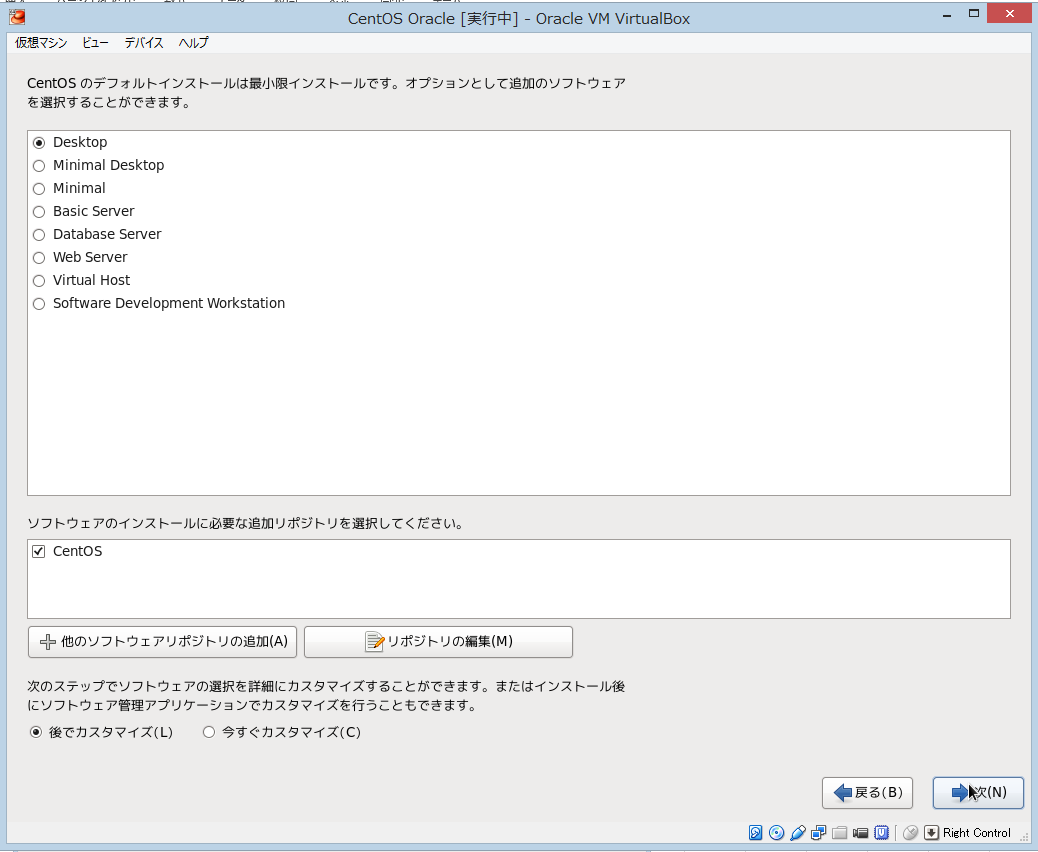 CentOS Oracle [実行中] - Oracle VM VirtualBox
仮想マシン ビュー デバイス ヘルプ
CentOS のデフォルトインストールは最小限インストールです。オプションとして追加のソフトウェア
を選択することができます。
Desktop
Minimal Desktop
Minimal
Basic Server
Database Server
Web Server
Virtual Host
Software Development Workstation
ソフトウェアのインストールに必要な追加リポジトリを選択してください。
CentOS
他のソフトウェアリポジトリの追加(A) リポジトリの編集(M)
次のステップでソフトウェアの選択を詳細にカスタマイズすることができます。またはインストール後
にソフトウェア管理アプリケーションでカスタマイズを行うこともできます。
後でカスタマイズ(L) 今すぐカスタマイズ(C)
戻る(B) 次(N)
Right Control